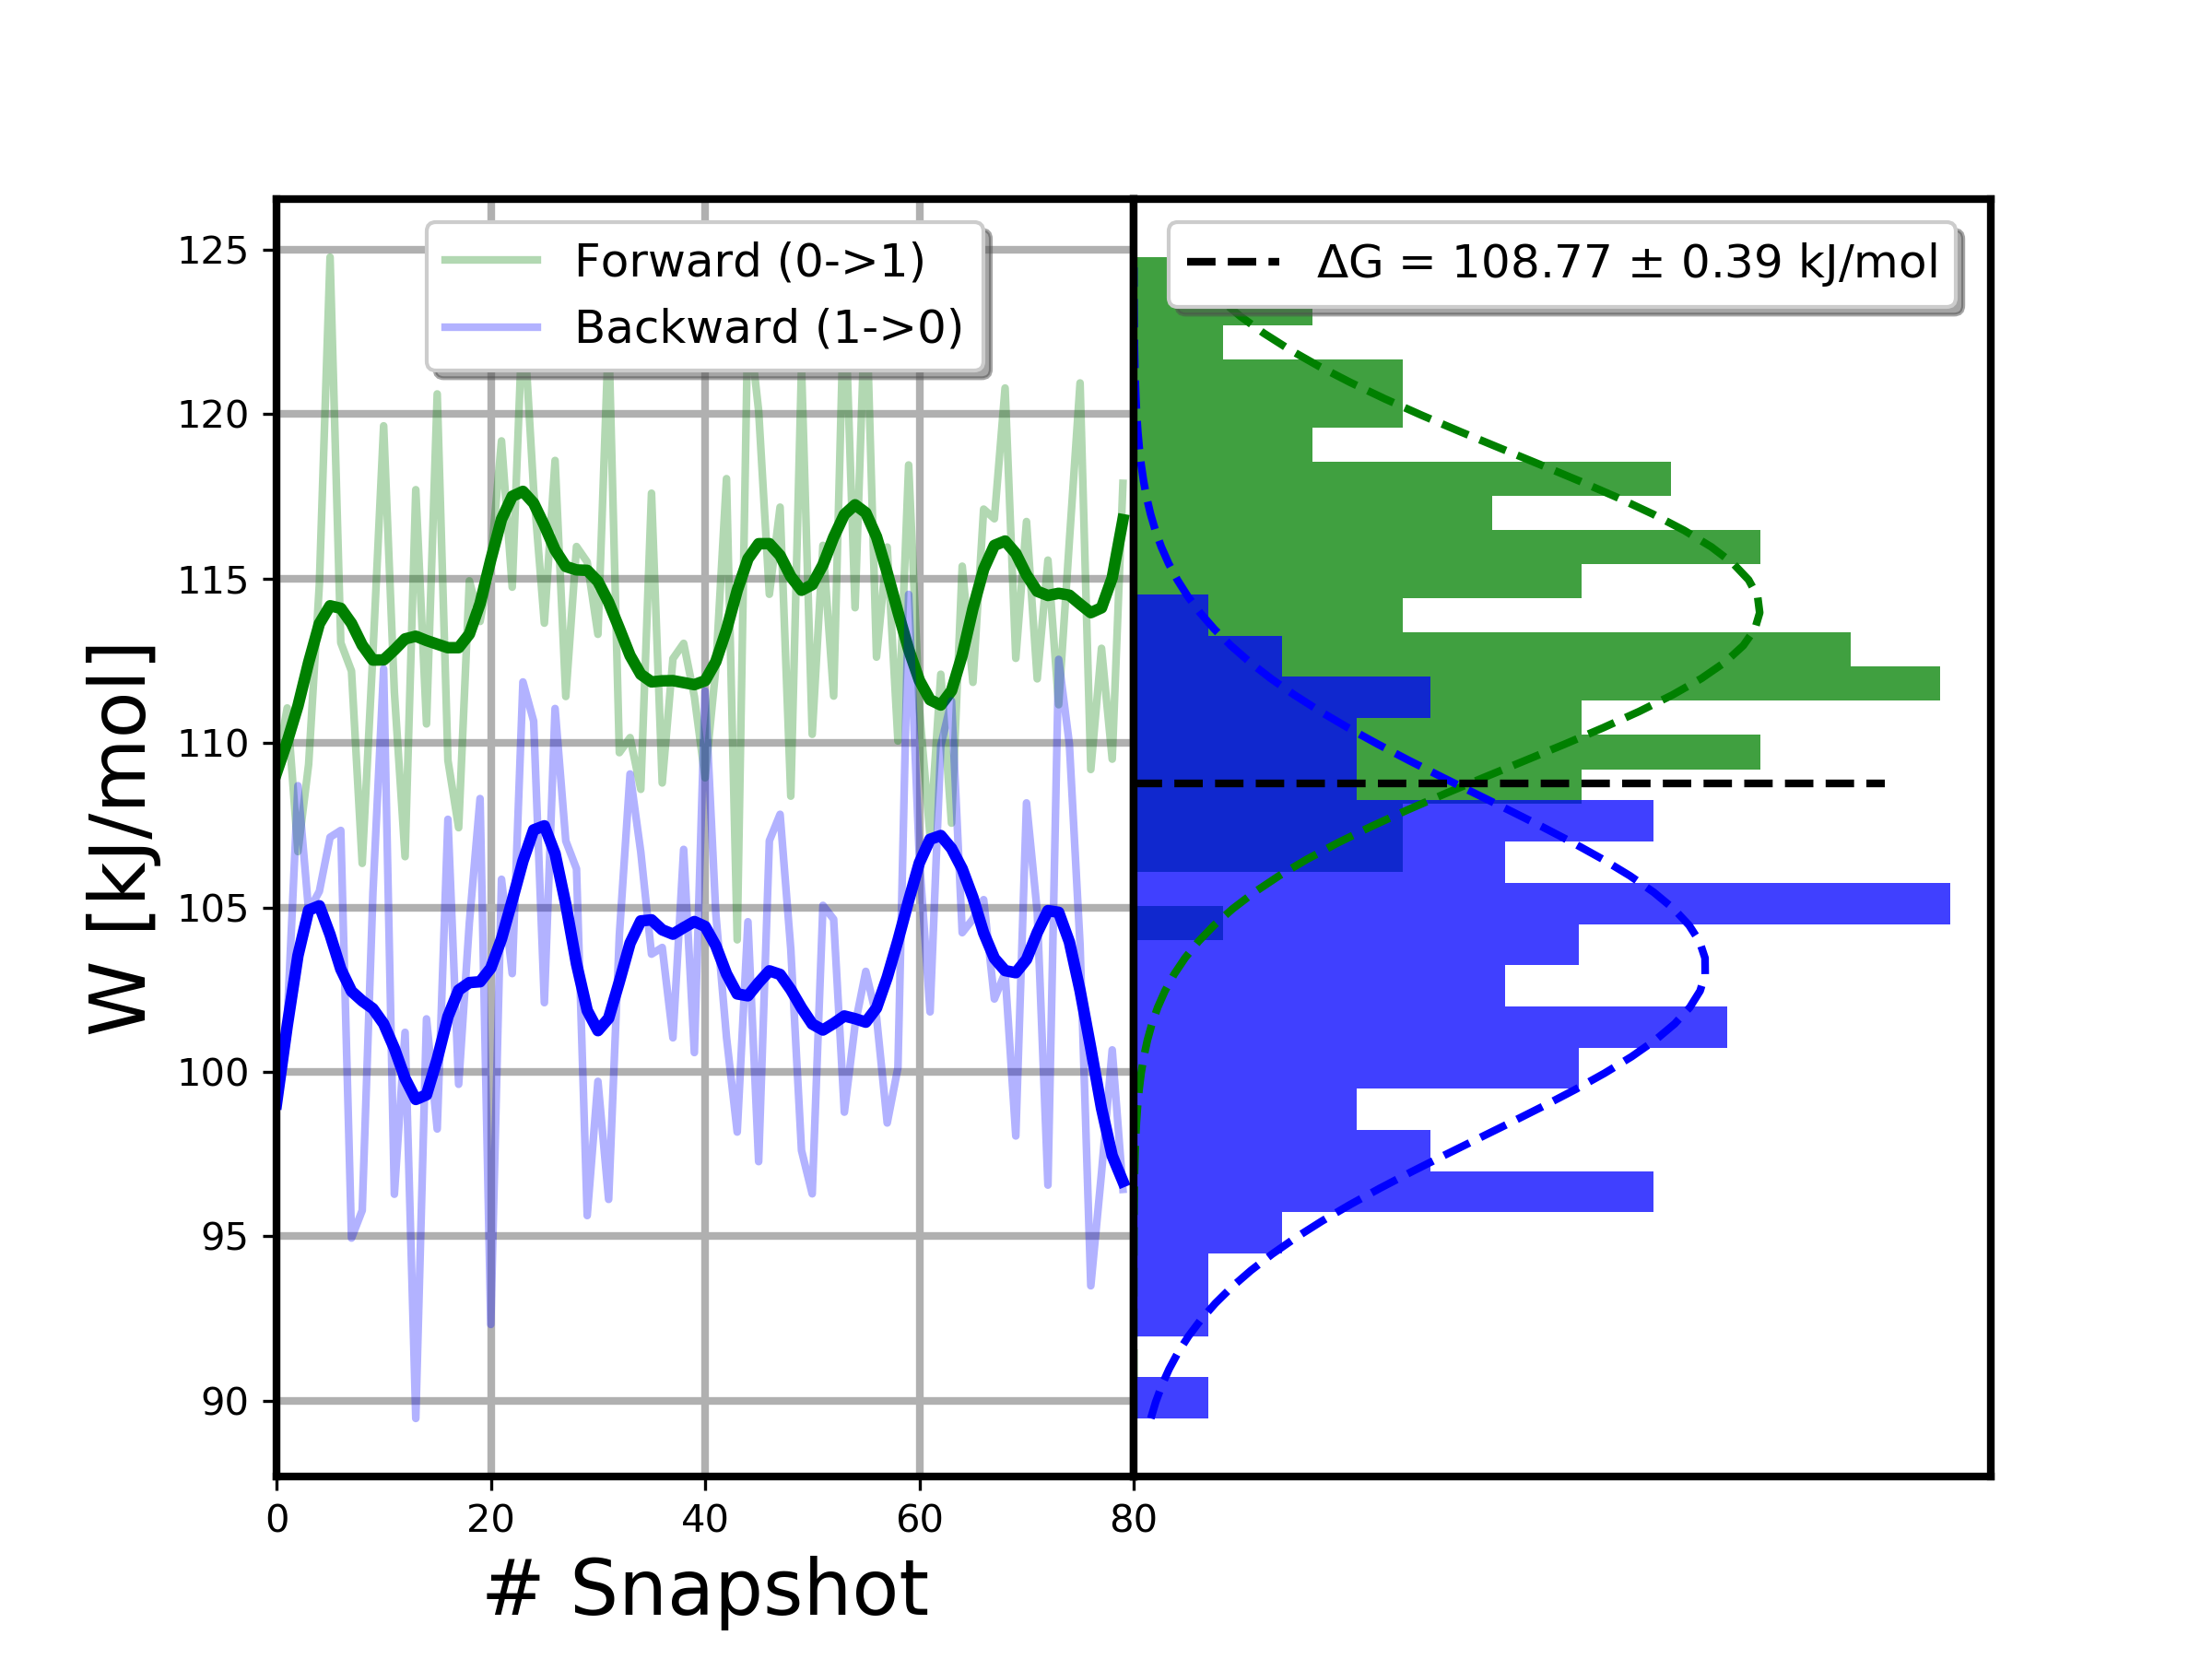 W [kJ/mol]
125
120
115
110
105
100
95
90
Forward (0->1)
Backward (1->0)
ΔG = 108.77 ± 0.39 kJ/mol
0 20 40 60 80
# Snapshot